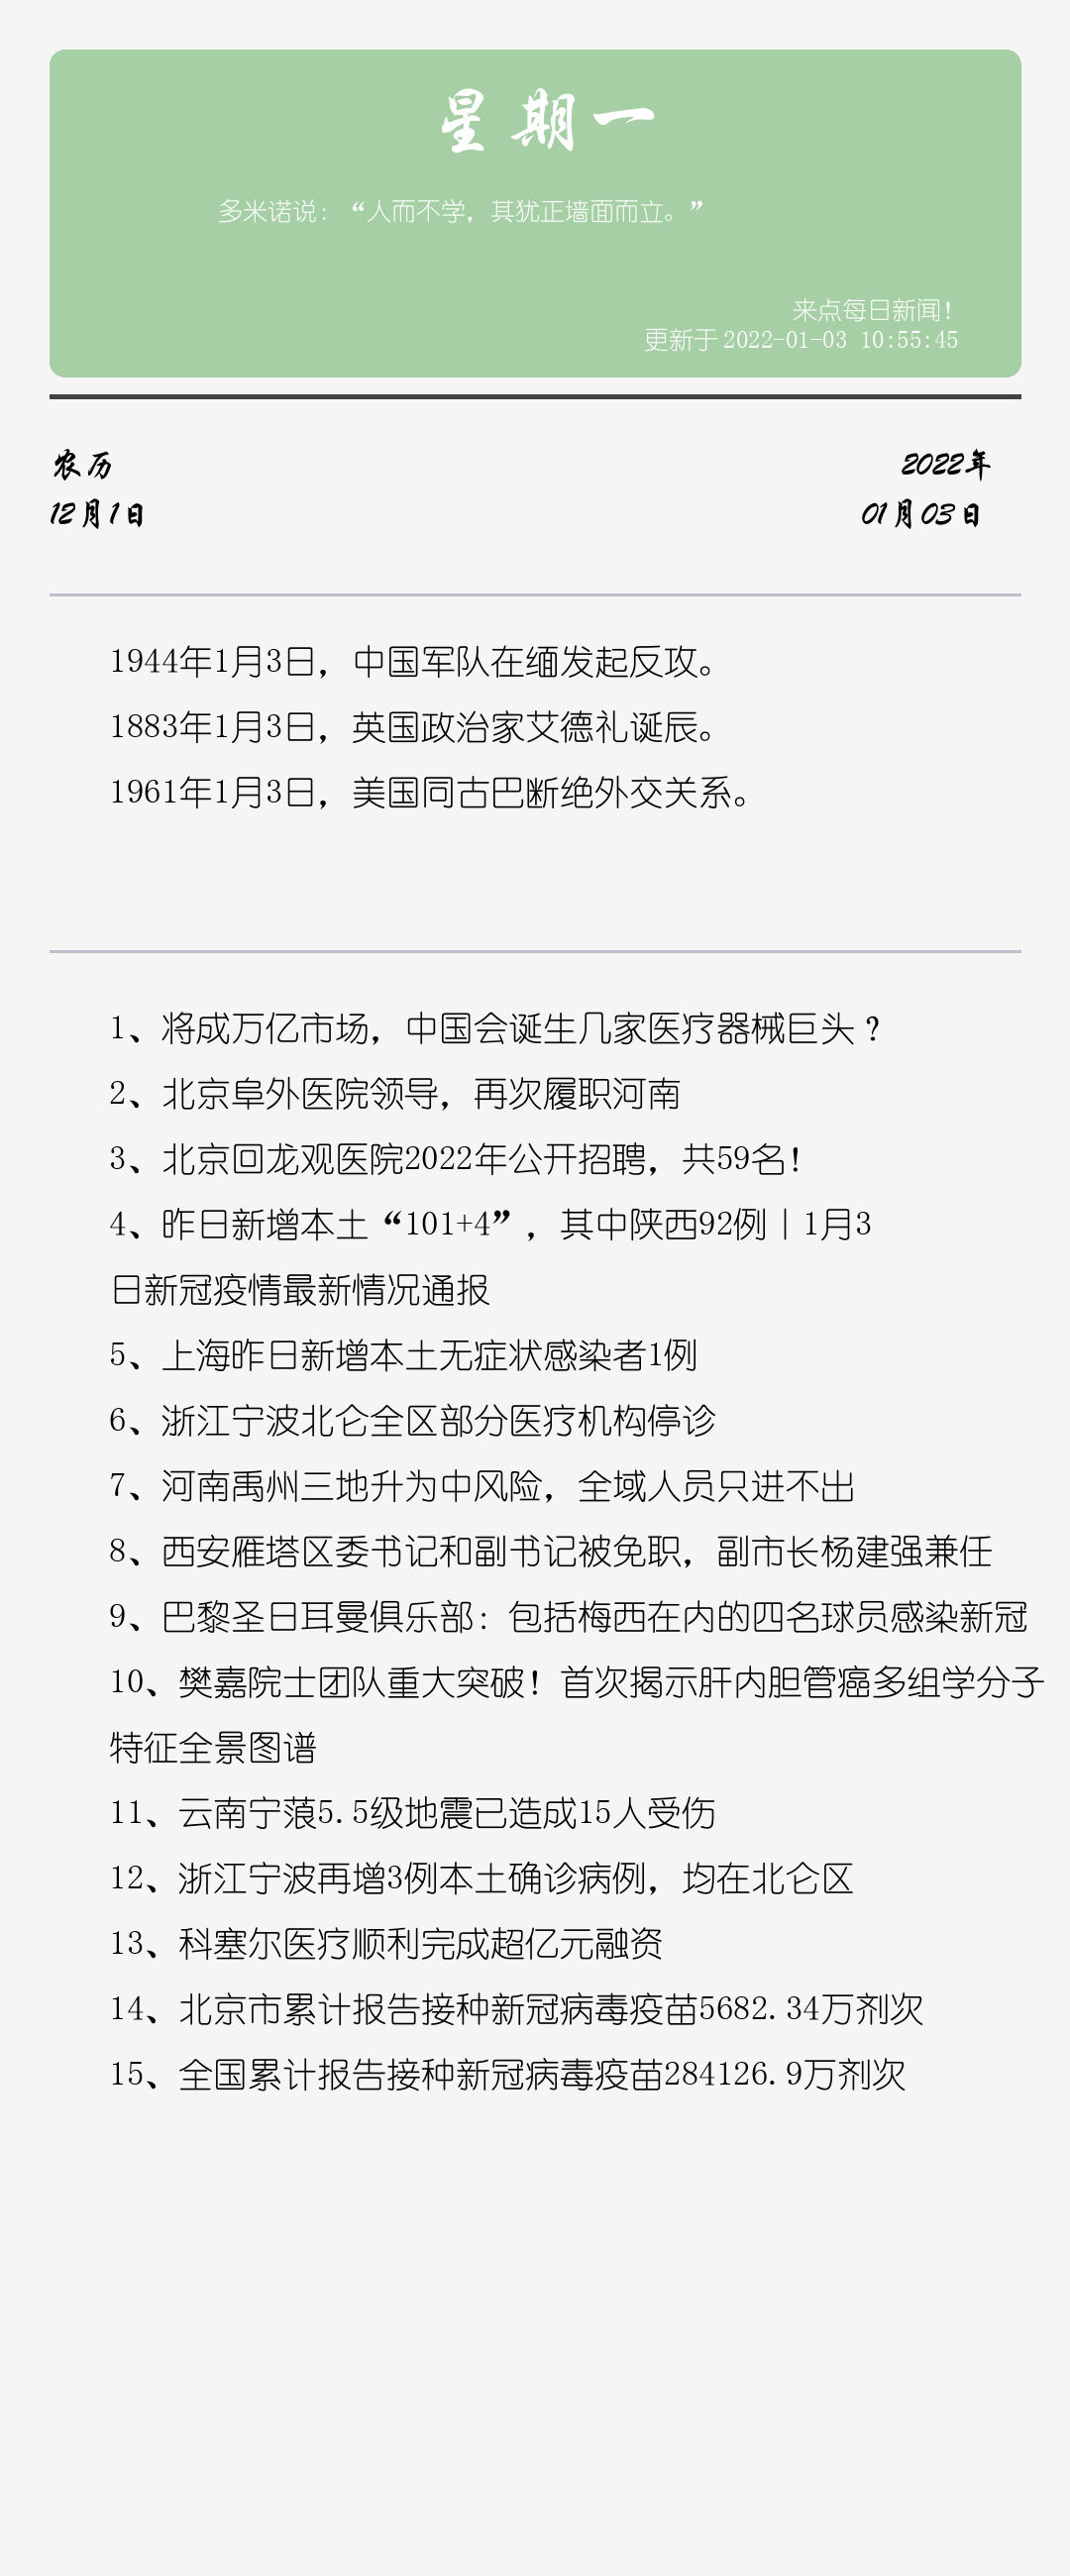 星期一
多米诺说：“人而不学，其犹正墙面而立。”
来点每日新闻！
更新于 2022-01-03 10:55:45
农历
2022年
12月1日
01月03日
1944年1月3日，中国军队在缅发起反攻。
1883年1月3日，英国政治家艾德礼诞辰。
1961年1月3日，美国同古巴断绝外交关系。
1、将成万亿市场，中国会诞生几家医疗器械巨头？
2、北京阜外医院领导，再次履职河南
3、北京回龙观医院2022年公开招聘，共59名！
4、昨日新增本土“101+4”，其中陕西92例｜1月3
日新冠疫情最新情况通报
5、上海昨日新增本土无症状感染者1例
6、浙江宁波北仑全区部分医疗机构停诊
7、河南禹州三地升为中风险，全域人员只进不出
8、西安雁塔区委书记和副书记被免职，副市长杨建强兼任
9、巴黎圣日耳曼俱乐部：包括梅西在内的四名球员感染新冠
10、樊嘉院士团队重大突破！首次揭示肝内胆管癌多组学分子
特征全景图谱
11、云南宁蒗5.5级地震已造成15人受伤
12、浙江宁波再增3例本土确诊病例，均在北仑区
13、科塞尔医疗顺利完成超亿元融资
14、北京市累计报告接种新冠病毒疫苗5682.34万剂次
15、全国累计报告接种新冠病毒疫苗284126.9万剂次